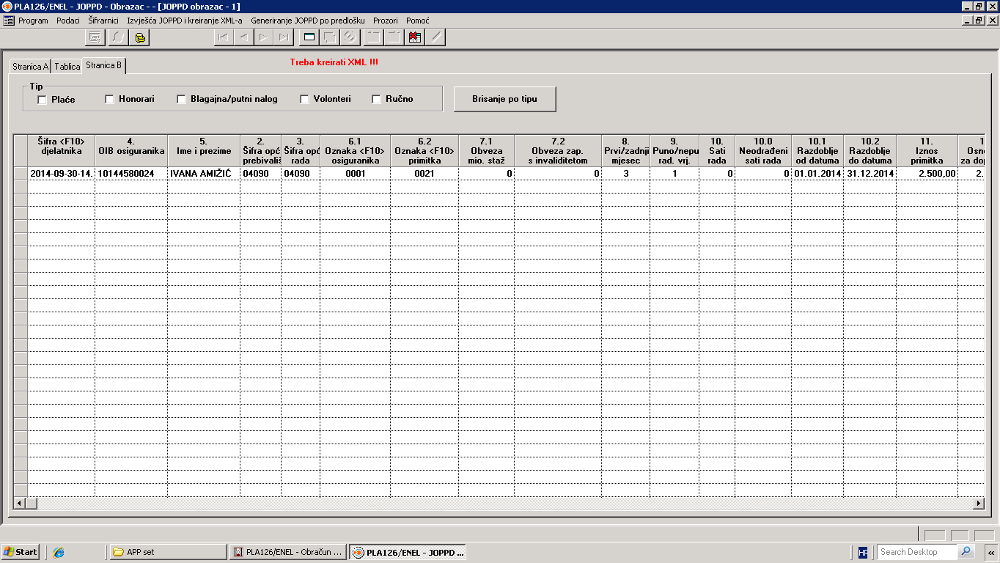 PLA126/ENEL - JOPPD - Obrazac - - [JOPPD obrazac - 1]
Program Podaci Šifrarnici Izvješća JOPPD i kreiranje XML-a Generiranje JOPPD po predlošku Prozori Pomoć
Stranica A Tablica Stranica B
Treba kreirati XML !!!
Tip
Plaće Honorari Blagajna/putni nalog Volonteri Ručno
Brisanje po tipu
Šifra <F10> 4. 5. 2. 3. 6.1 6.2 7.1 7.2 8. 9. 10. 10.0 10.1 10.2 11. 1
djelatnika OIB osiguranika Ime i prezime Šifra opć Šifra opć Oznaka <F10> Oznaka <F10> Obveza Obveza zap. Prvi/zadnji Puno/nepu Sati Neodrađeni Razdoblje Razdoblje Iznos Osno
prebivališ rada osiguranika primitka mio. staž s invaliditetom mjesec rad. vrj. rada sati rada od datuma do datuma primitka za dop
2014-09-30-14. 10144580024 IVANA AMIŽIĆ 04090 04090 0001 0021 0 0 3 1 0 0 01.01.2014 31.12.2014 2.500,00 2.
Start APP set PLA126/ENEL - Obračun ... PLA126/ENEL - JOPPD ... HR Search Desktop «